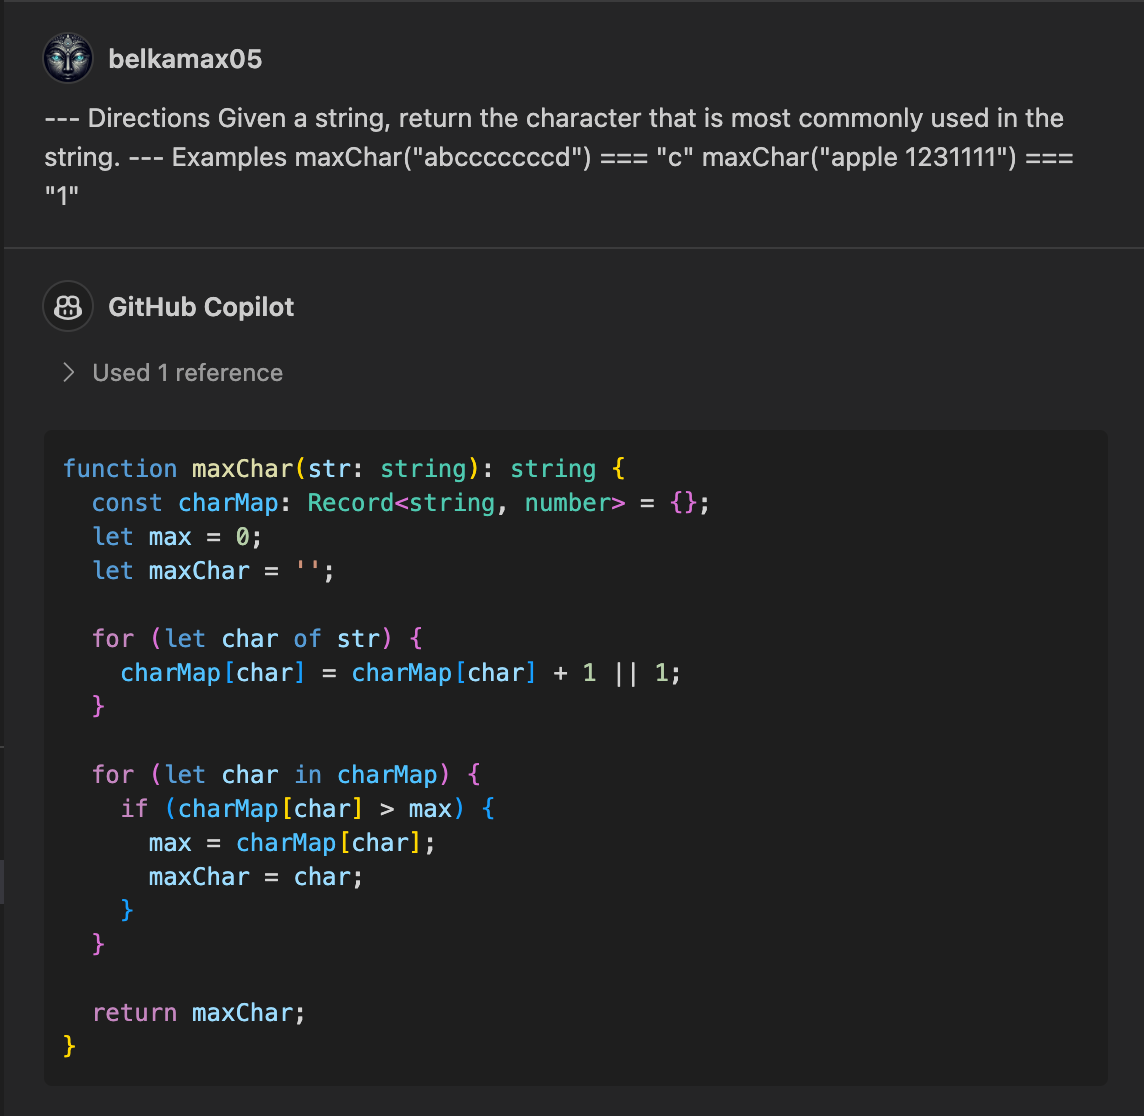 belkamax05
--- Directions Given a string, return the character that is most commonly used in the
string. --- Examples maxChar("abcccccccd") === "c" maxChar("apple 1231111") ===
"1"
GitHub Copilot
Used 1 reference
function maxChar(str: string): string {
  const charMap: Record<string, number> = {};
  let max = 0;
  let maxChar = '';

  for (let char of str) {
    charMap[char] = charMap[char] + 1 || 1;
  }

  for (let char in charMap) {
    if (charMap[char] > max) {
      max = charMap[char];
      maxChar = char;
    }
  }

  return maxChar;
}